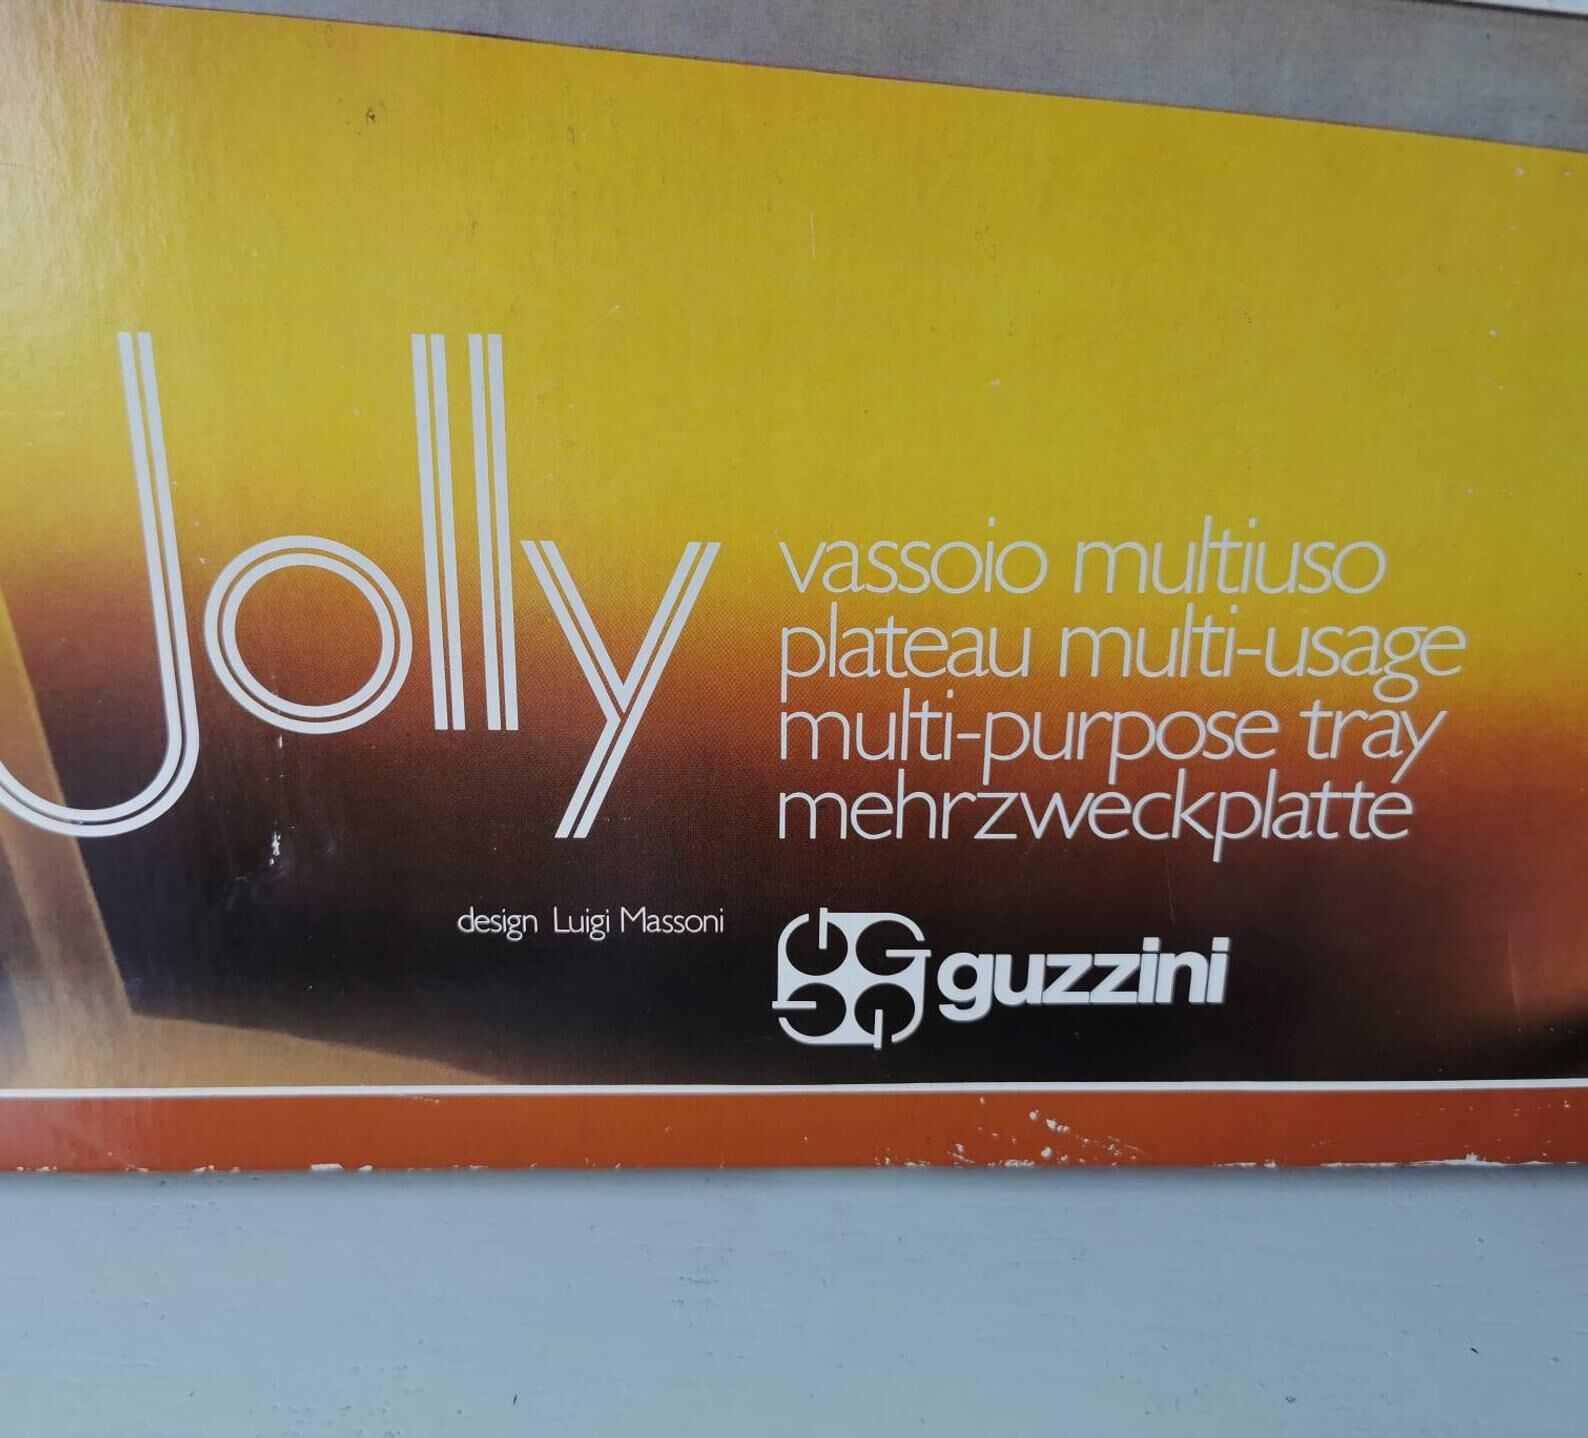 Jolly
vassoio multiuso
plateau multi-usage
multi-purpose tray
mehrzweckplatte
design Luigi Massoni
guzzini